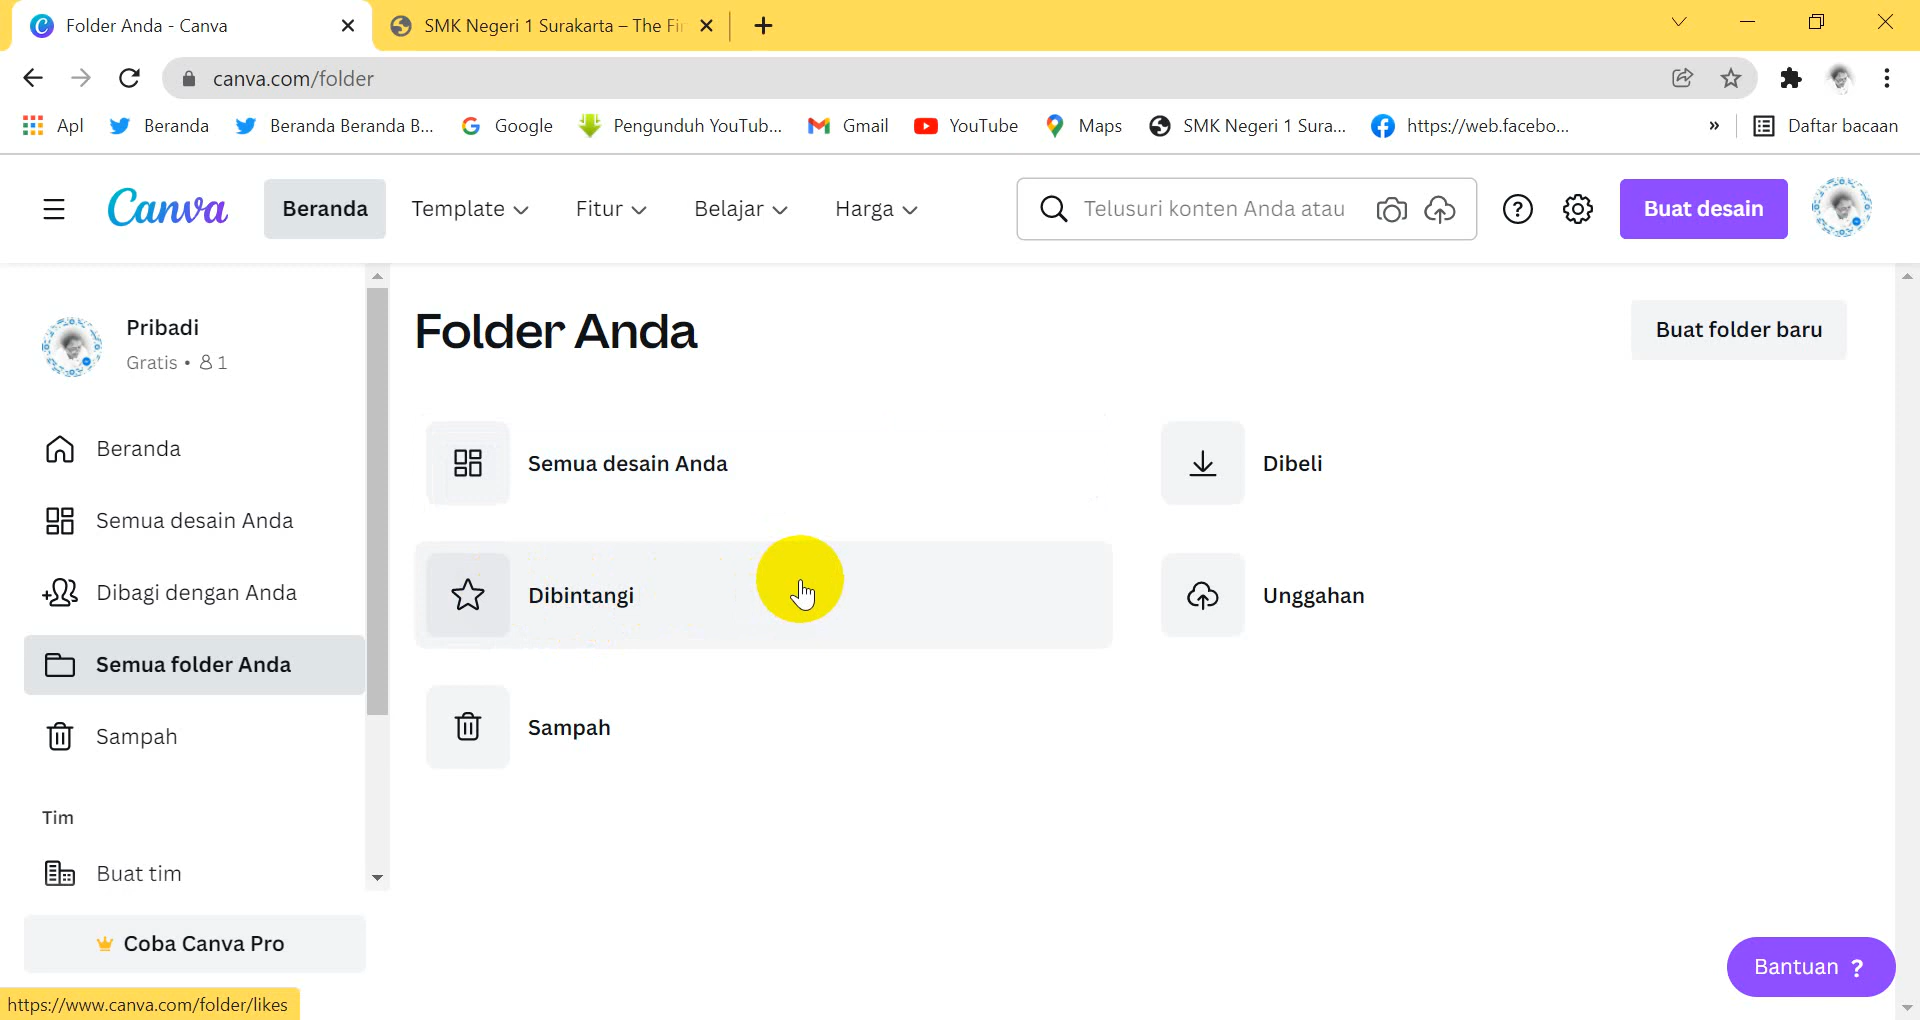 Folder Anda - Canva
SMK Negeri 1 Surakarta – The Fir
canva.com/folder
Apl
Beranda
Beranda Beranda B...
Google
Pengunduh YouTub...
Gmail
YouTube
Maps
SMK Negeri 1 Sura...
https://web.facebo...
»
Daftar bacaan
Canva
Beranda
Template
Fitur
Belajar
Harga
Telusuri konten Anda atau
Buat desain
Pribadi
Gratis • 1
Beranda
Semua desain Anda
Dibagi dengan Anda
Semua folder Anda
Sampah
Tim
Buat tim
Coba Canva Pro
Folder Anda
Buat folder baru
Semua desain Anda
Dibeli
Dibintangi
Unggahan
Sampah
Bantuan ?
https://www.canva.com/folder/likes